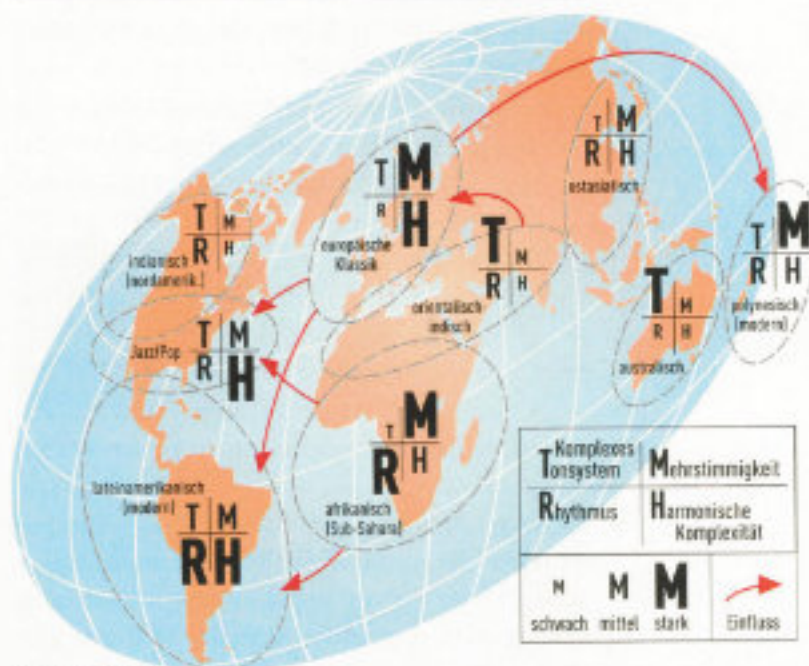 T M
R H
ostasiatisch
T M
R H
europäische
Klassik
T M
R H
indianisch
(nordamerik.)
T M
R H
orientalisch
indisch
T M
R H
polynesisch
(modern)
T M
R H
australisch
T M
R H
Jazz/Pop
T M
R H
afrikanisch
(Sub-Sahara)
lateinamerikanisch
(modern)
T M
R H
Komplexes
Tonsystem
Mehrstimmigkeit
Rhythmus
Harmonische
Komplexität
M M M
schwach mittel stark
Einfluss